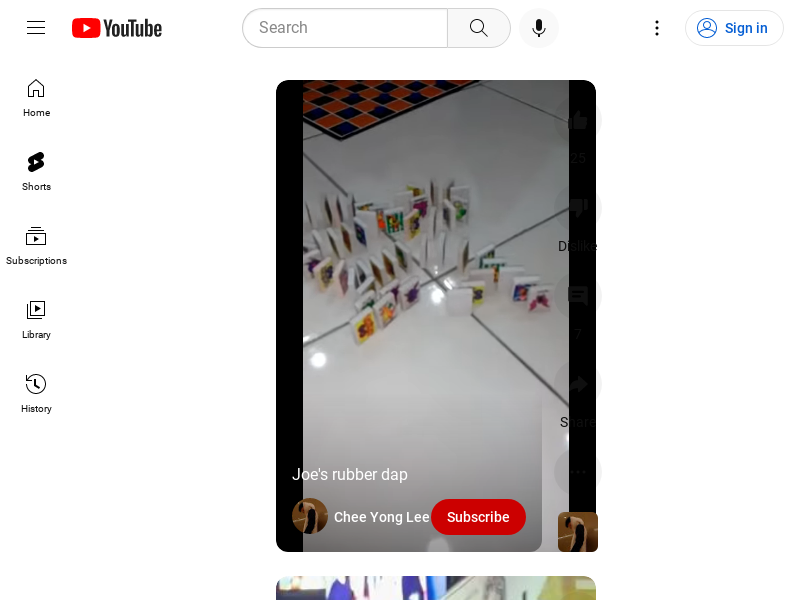 YouTube
Search
Sign in
Home
Shorts
Subscriptions
Library
History
25
Dislike
7
Share
Joe's rubber dap
Chee Yong Lee
Subscribe